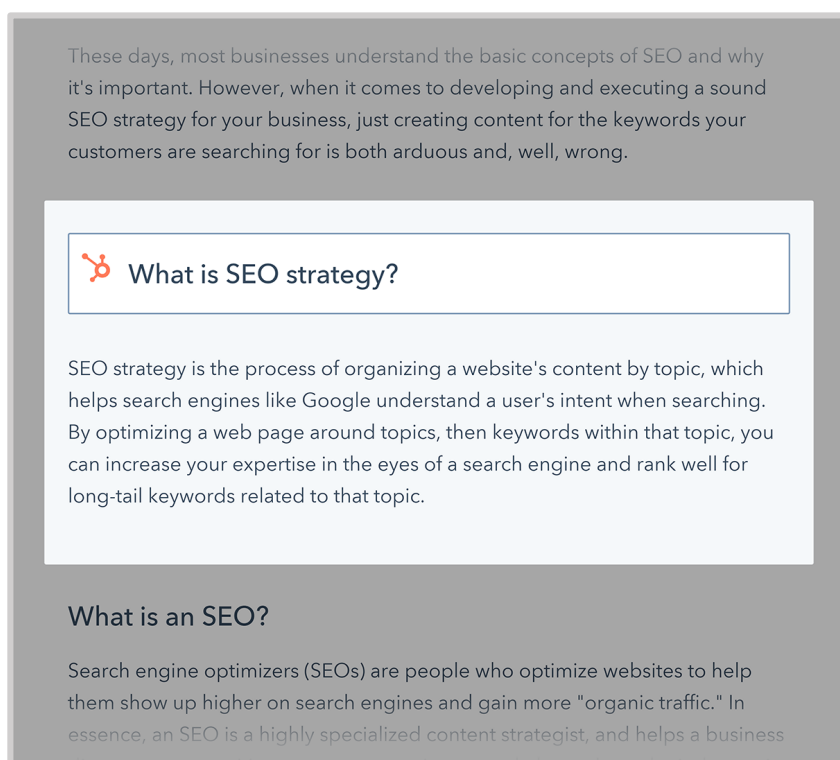 These days, most businesses understand the basic concepts of SEO and why
it's important. However, when it comes to developing and executing a sound
SEO strategy for your business, just creating content for the keywords your
customers are searching for is both arduous and, well, wrong.
What is SEO strategy?
SEO strategy is the process of organizing a website's content by topic, which
helps search engines like Google understand a user's intent when searching.
By optimizing a web page around topics, then keywords within that topic, you
can increase your expertise in the eyes of a search engine and rank well for
long-tail keywords related to that topic.
What is an SEO?
Search engine optimizers (SEOs) are people who optimize websites to help
them show up higher on search engines and gain more "organic traffic." In
essence, an SEO is a highly specialized content strategist, and helps a business